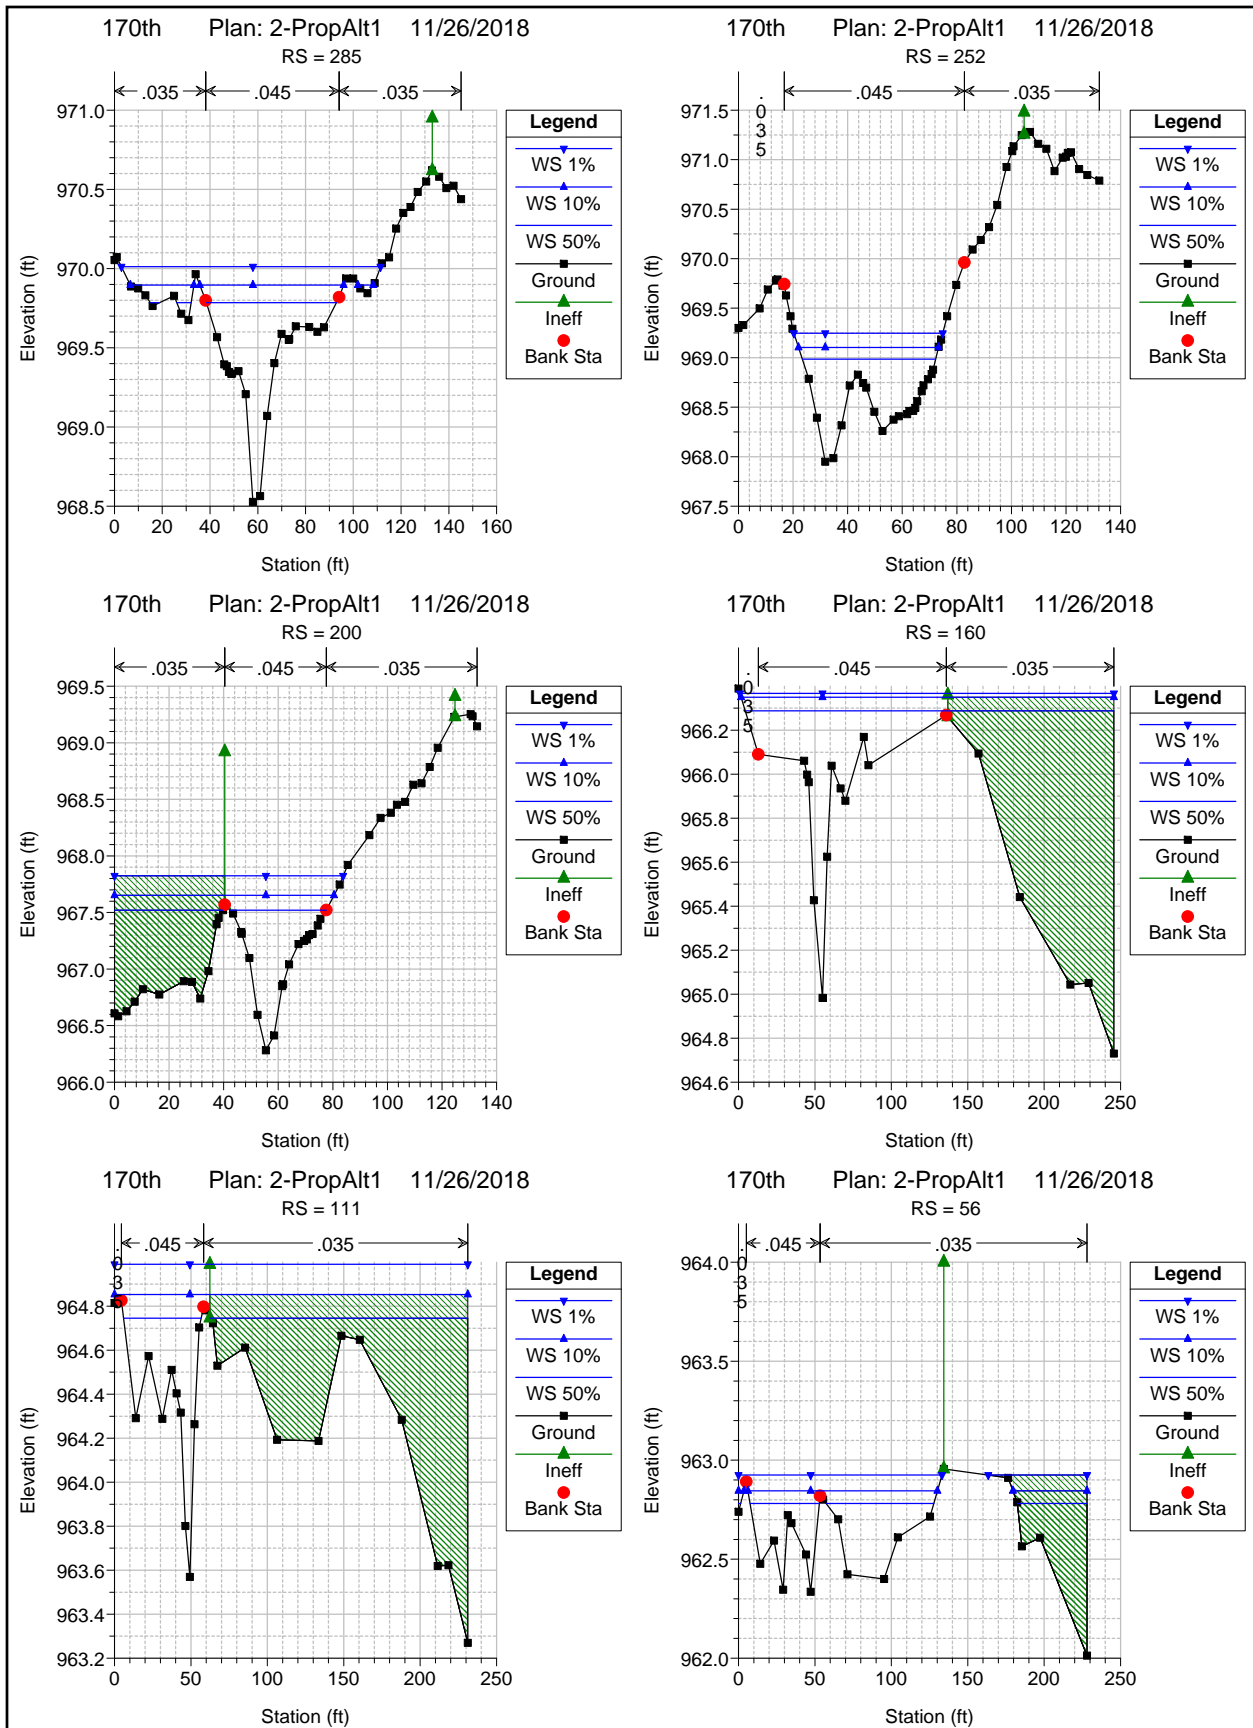 170th Plan: 2-PropAlt1 11/26/2018
RS = 285
.035 .045 .035
971.0
970.5
970.0
969.5
969.0
968.5
0 20 40 60 80 100 120 140 160
Station (ft)
Elevation (ft)
Legend
WS 1%
WS 10%
WS 50%
Ground
Ineff
Bank Sta
170th Plan: 2-PropAlt1 11/26/2018
RS = 252
.035 .045 .035
971.5
971.0
970.5
970.0
969.5
969.0
968.5
968.0
967.5
0 20 40 60 80 100 120 140
Station (ft)
Elevation (ft)
Legend
WS 1%
WS 10%
WS 50%
Ground
Ineff
Bank Sta
170th Plan: 2-PropAlt1 11/26/2018
RS = 200
.035 .045 .035
969.5
969.0
968.5
968.0
967.5
967.0
966.5
966.0
0 20 40 60 80 100 120 140
Station (ft)
Elevation (ft)
Legend
WS 1%
WS 10%
WS 50%
Ground
Ineff
Bank Sta
170th Plan: 2-PropAlt1 11/26/2018
RS = 160
.035 .045 .035
966.2
966.0
965.8
965.6
965.4
965.2
965.0
964.8
964.6
0 50 100 150 200 250
Station (ft)
Elevation (ft)
Legend
WS 1%
WS 10%
WS 50%
Ground
Ineff
Bank Sta
170th Plan: 2-PropAlt1 11/26/2018
RS = 111
.035 .045 .035
964.8
964.6
964.4
964.2
964.0
963.8
963.6
963.4
963.2
0 50 100 150 200 250
Station (ft)
Elevation (ft)
Legend
WS 1%
WS 10%
WS 50%
Ground
Ineff
Bank Sta
170th Plan: 2-PropAlt1 11/26/2018
RS = 56
.035 .045 .035
964.0
963.5
963.0
962.5
962.0
0 50 100 150 200 250
Station (ft)
Elevation (ft)
Legend
WS 1%
WS 10%
WS 50%
Ground
Ineff
Bank Sta